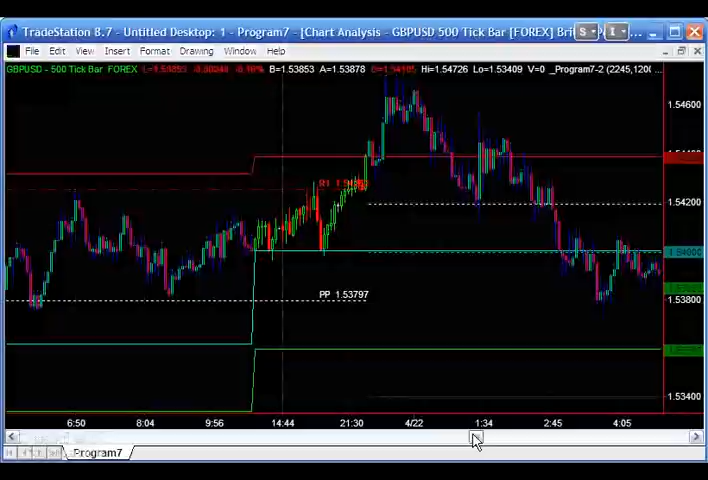 TradeStation 8.7 - Untitled Desktop: 1 - Program7 - [Chart Analysis - GBPUSD 500 Tick Bar [FOREX]
S I
File Edit View Insert Format Drawing Window Help
GBPUSD - 500 Tick Bar FOREX B=1.53853 A=1.53878 Hi=1.54726 Lo=1.53409 V=0 _Program7-2 (2245,1200 ...
1.54600
R1
1.54200
1.54000
PP 1.53797
1.53800
1.53400
6:50 8:04 9:56 14:44 21:30 4/22 1:34 2:45 4:05
Program7